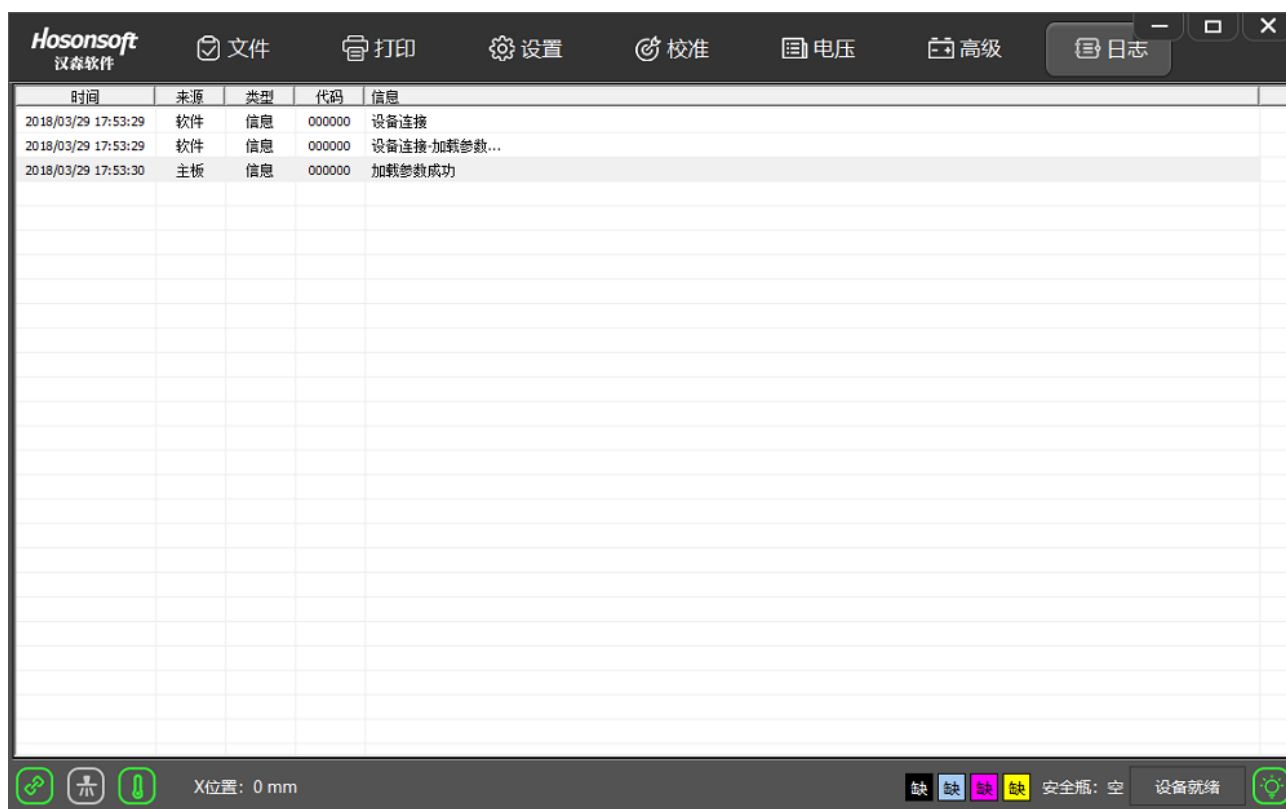 Hosonsoft
汉森软件
文件 打印 设置 校准 电压 高级 日志
时间 来源 类型 代码 信息
2018/03/29 17:53:29 软件 信息 000000 设备连接
2018/03/29 17:53:29 软件 信息 000000 设备连接-加载参数...
2018/03/29 17:53:30 主板 信息 000000 加载参数成功
X位置：0 mm 缺 缺 缺 缺 安全瓶：空 设备就绪